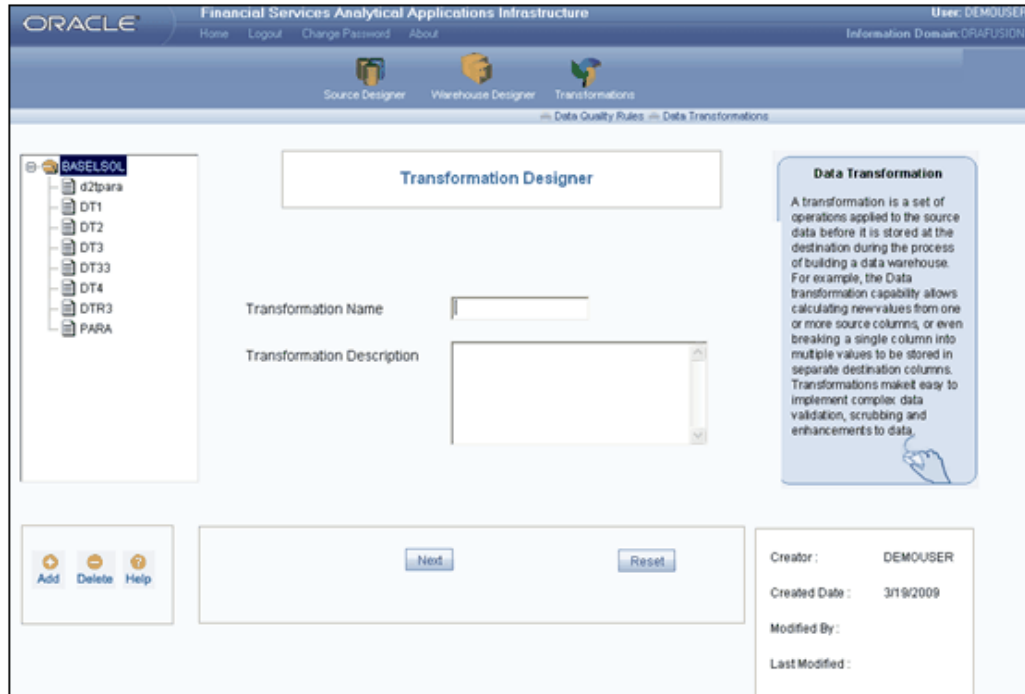 ORACLE
Financial Services Analytical Applications Infrastructure
User: DEMOUSER
Home Logout Change Password About
Information Domain:ORAFUSION
Source Designer
Warehouse Designer
Transformations
Data Quality Rules
Data Transformations
BASELSOL
d2tpara
DT1
DT2
DT3
DT33
DT4
DTR3
PARA
Transformation Designer
Transformation Name
Transformation Description
Data Transformation
A transformation is a set of
operations applied to the source
data before it is stored at the
destination during the process
of building a data warehouse.
For example, the Data
transformation capability allows
calculating newvalues from one
or more source columns, or even
breaking a single column into
multiple values to be stored in
separate destination columns.
Transformations makeit easy to
implement complex data
validation, scrubbing and
enhancements to data.
Add
Delete
Help
Next
Reset
Creator : DEMOUSER
Created Date : 3/19/2009
Modified By :
Last Modified :